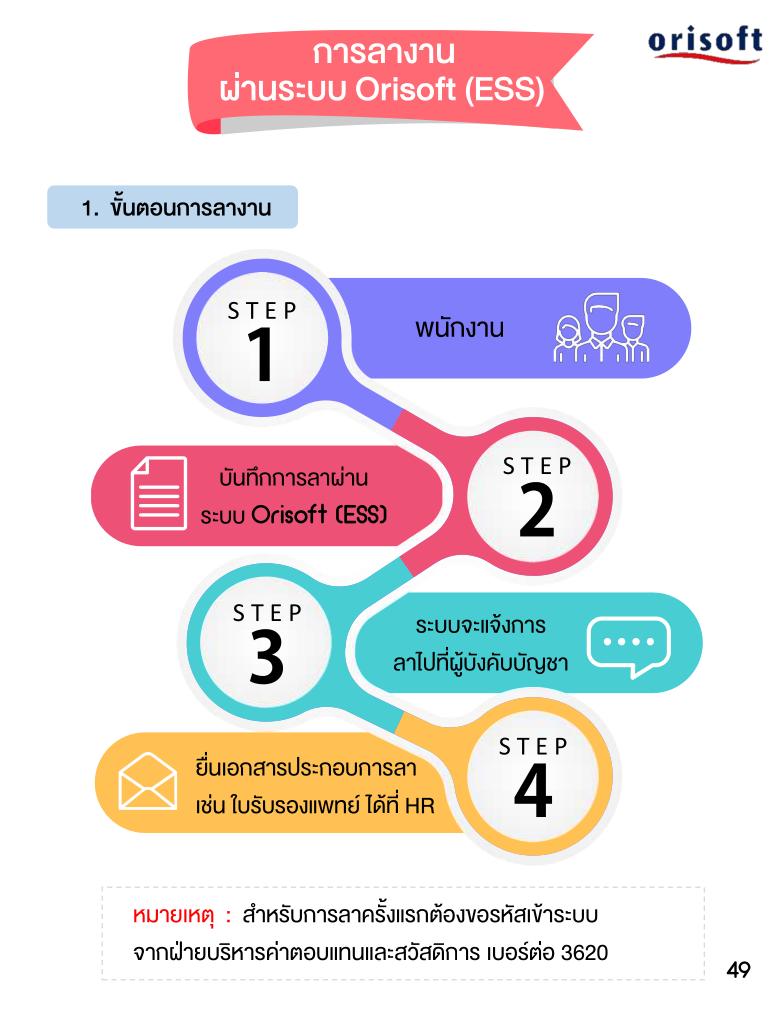 การลางาน
ผ่านระบบ Orisoft (ESS)
orisoft
1. ขั้นตอนการลางาน
STEP
1
พนักงาน
STEP
2
บันทึกการลาผ่าน
ระบบ Orisoft (ESS)
STEP
3
ระบบจะแจ้งการ
ลาไปที่ผู้บังคับบัญชา
STEP
4
ยื่นเอกสารประกอบการลา
เช่น ใบรับรองแพทย์ ได้ที่ HR
หมายเหตุ : สำหรับการลาครั้งแรกต้องขอรหัสเข้าระบบ
จากฝ่ายบริหารค่าตอบแทนและสวัสดิการ เบอร์ต่อ 3620
49